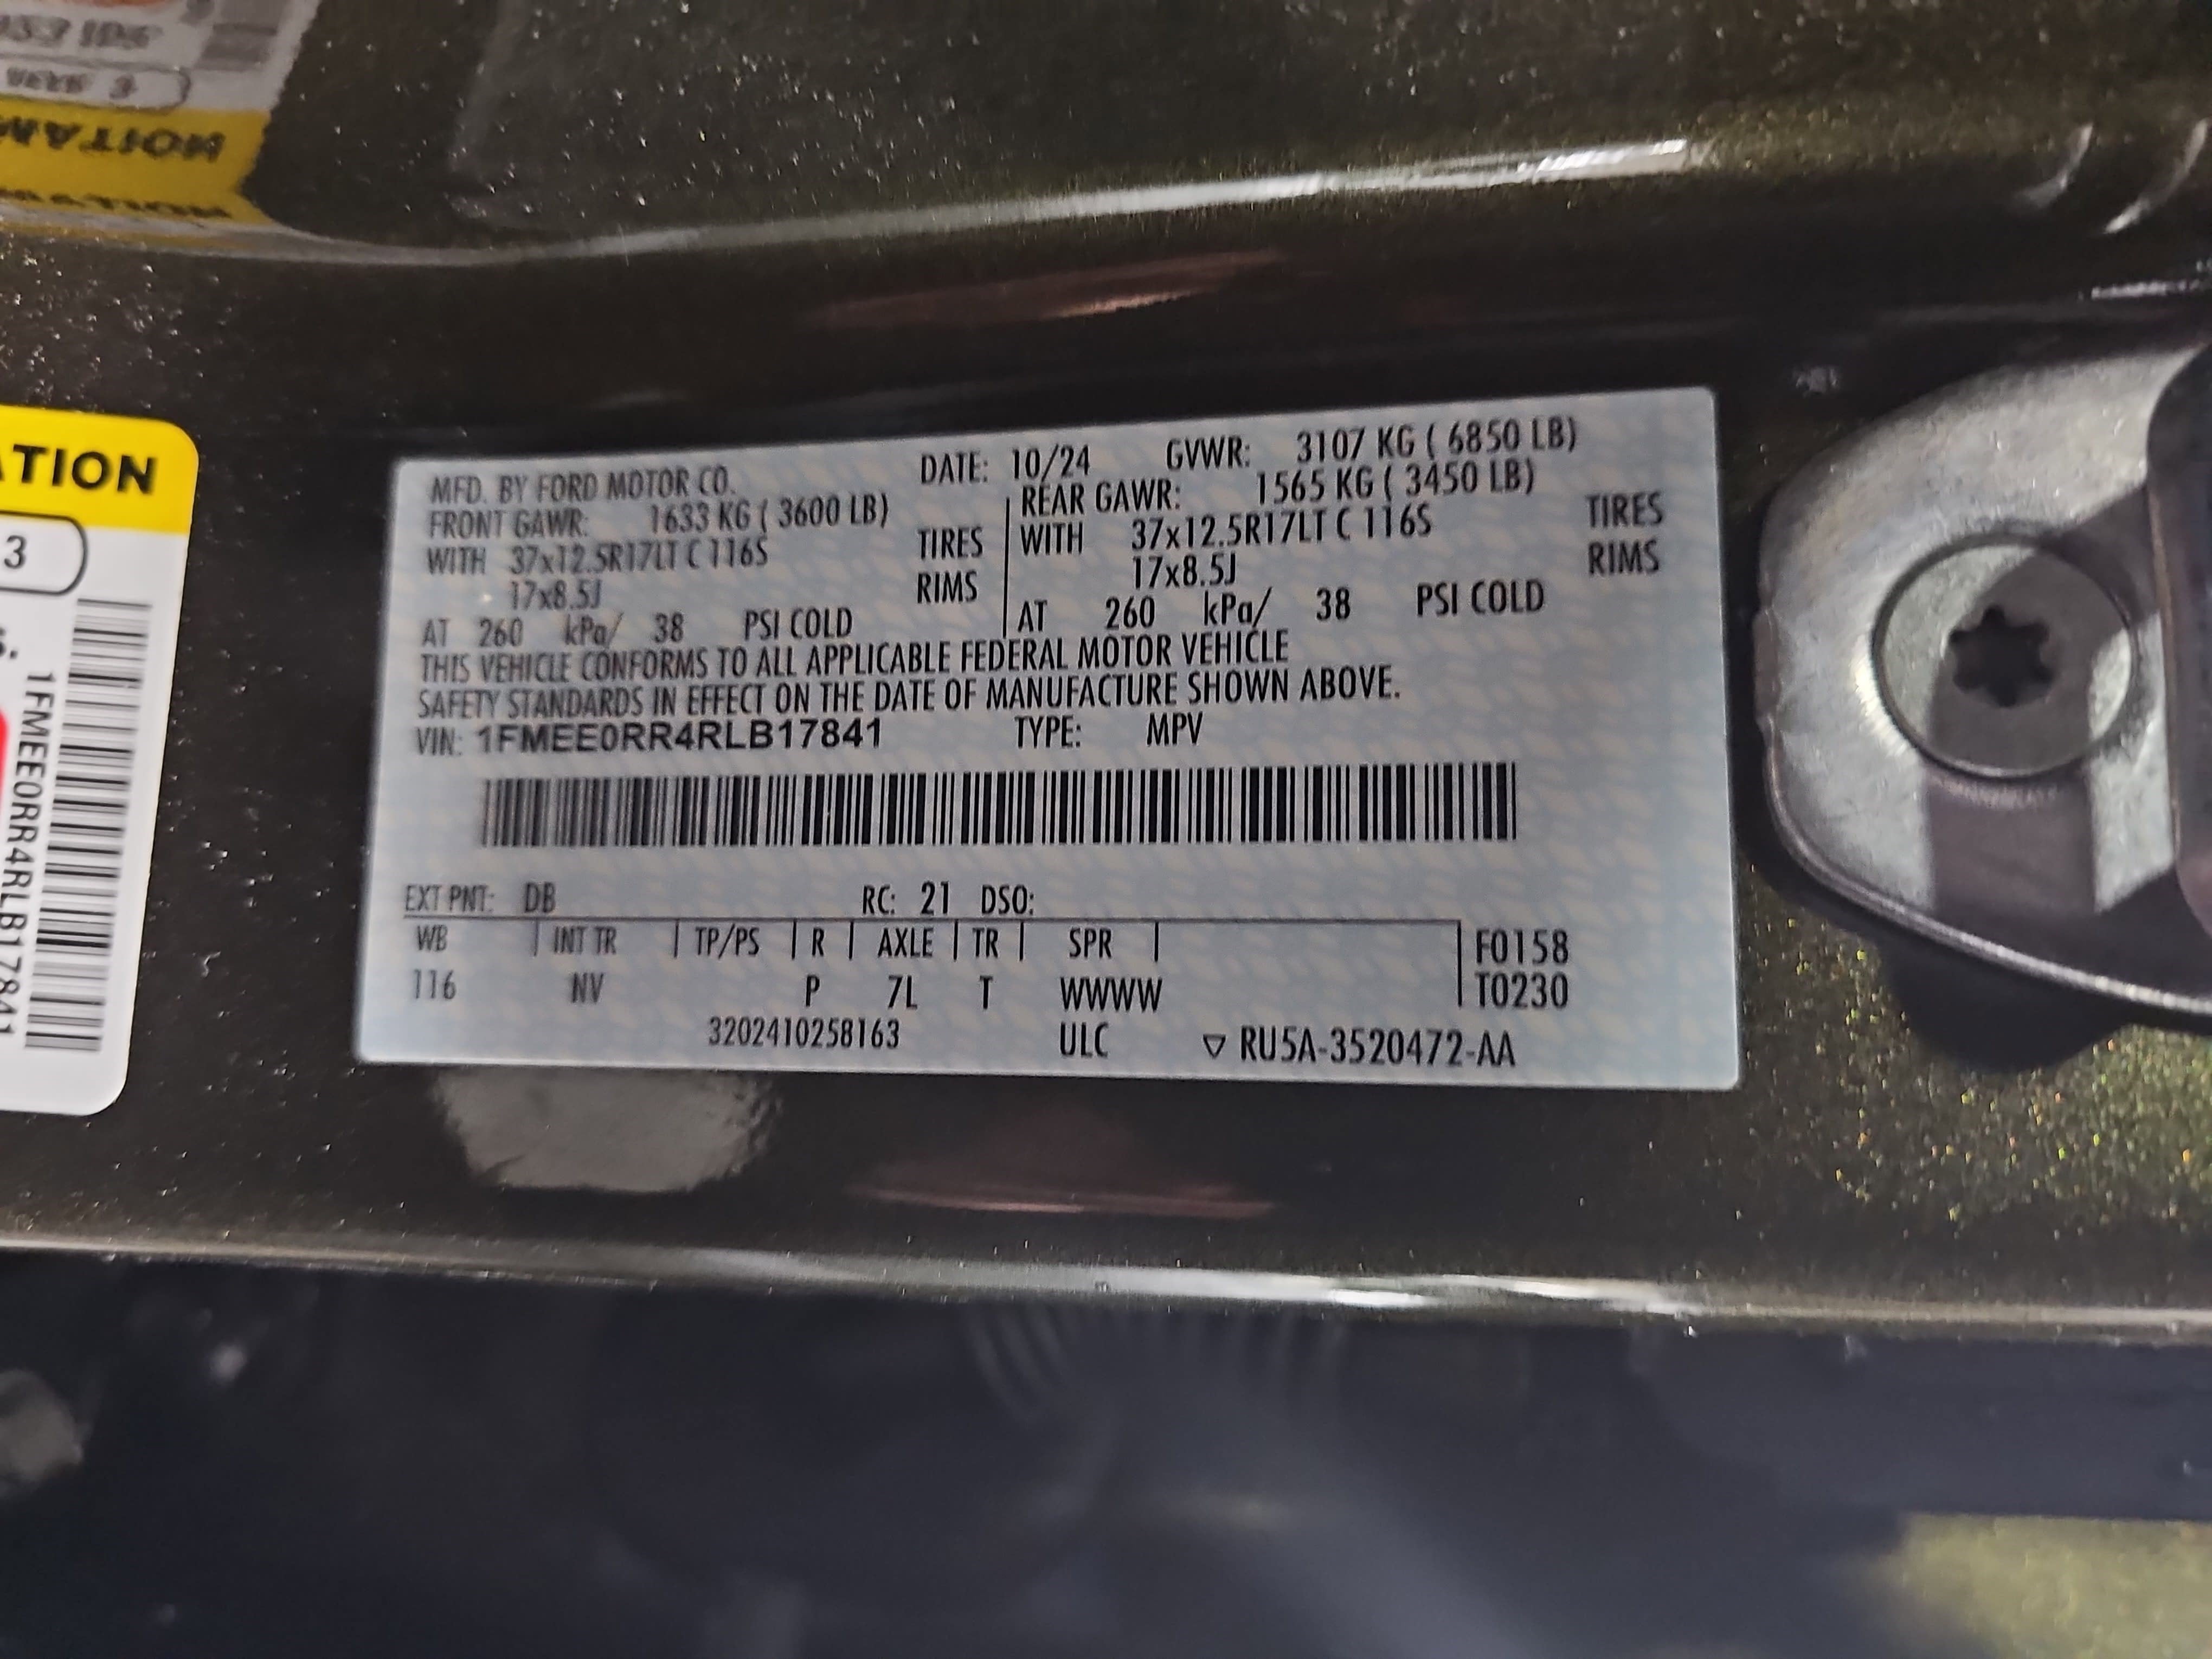 ATION
3
1FMEE0RR4RLB17841
MFD. BY FORD MOTOR CO. DATE: 10/24 GVWR: 3107 KG ( 6850 LB)
FRONT GAWR: 1633 KG ( 3600 LB) REAR GAWR: 1565 KG ( 3450 LB)
WITH 37x12.5R17LT C 116S TIRES WITH 37x12.5R17LT C 116S TIRES
17x8.5J RIMS 17x8.5J RIMS
AT 260 kPa/ 38 PSI COLD AT 260 kPa/ 38 PSI COLD
THIS VEHICLE CONFORMS TO ALL APPLICABLE FEDERAL MOTOR VEHICLE
SAFETY STANDARDS IN EFFECT ON THE DATE OF MANUFACTURE SHOWN ABOVE.
VIN: 1FMEE0RR4RLB17841 TYPE: MPV
EXT PNT: DB RC: 21 DSO:
WB INT TR TP/PS R AXLE TR SPR F0158
116 NV P 7L T WWWW T0230
3202410258163 ULC ▽ RU5A-3520472-AA